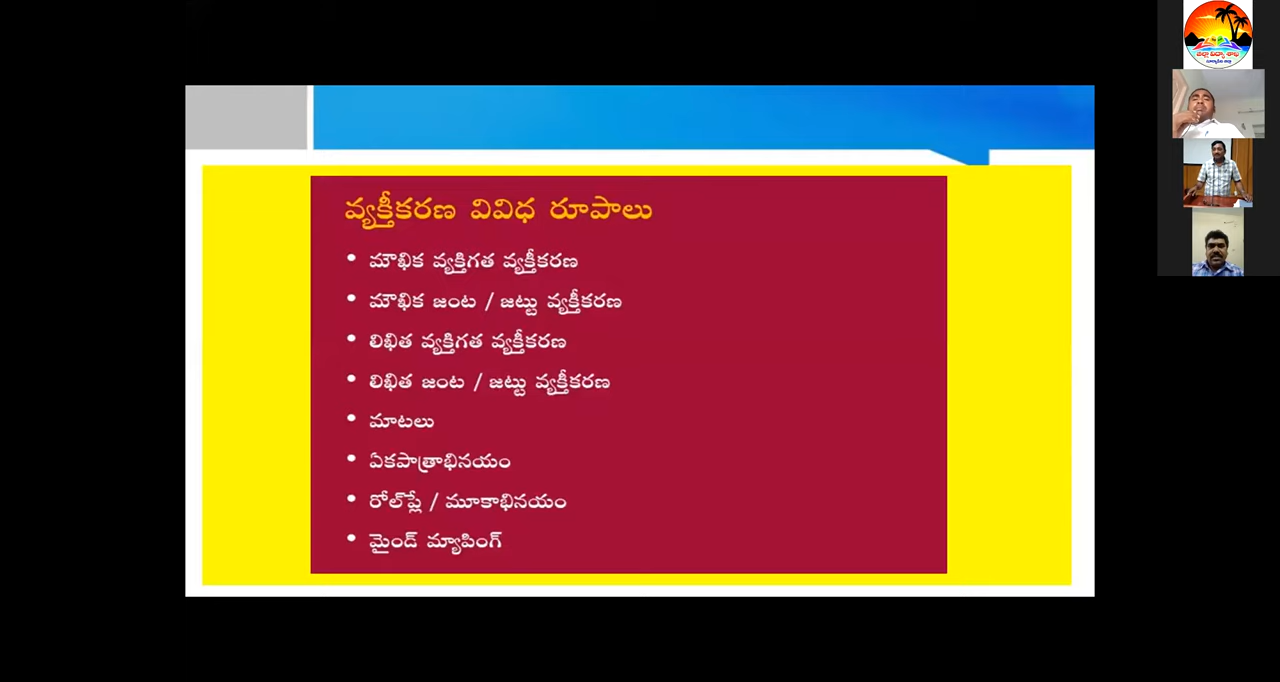 వ్యక్తీకరణ వివిధ రూపాలు
• మౌఖిక వ్యక్తిగత వ్యక్తీకరణ
• మౌఖిక జంట / జట్టు వ్యక్తీకరణ
• లిఖిత వ్యక్తిగత వ్యక్తీకరణ
• లిఖిత జంట / జట్టు వ్యక్తీకరణ
• మాటలు
• ఏకపాత్రాభినయం
• రోల్‌ప్లే / మూకాభినయం
• మైండ్ మ్యాపింగ్
జిల్లా విద్యా శాఖ